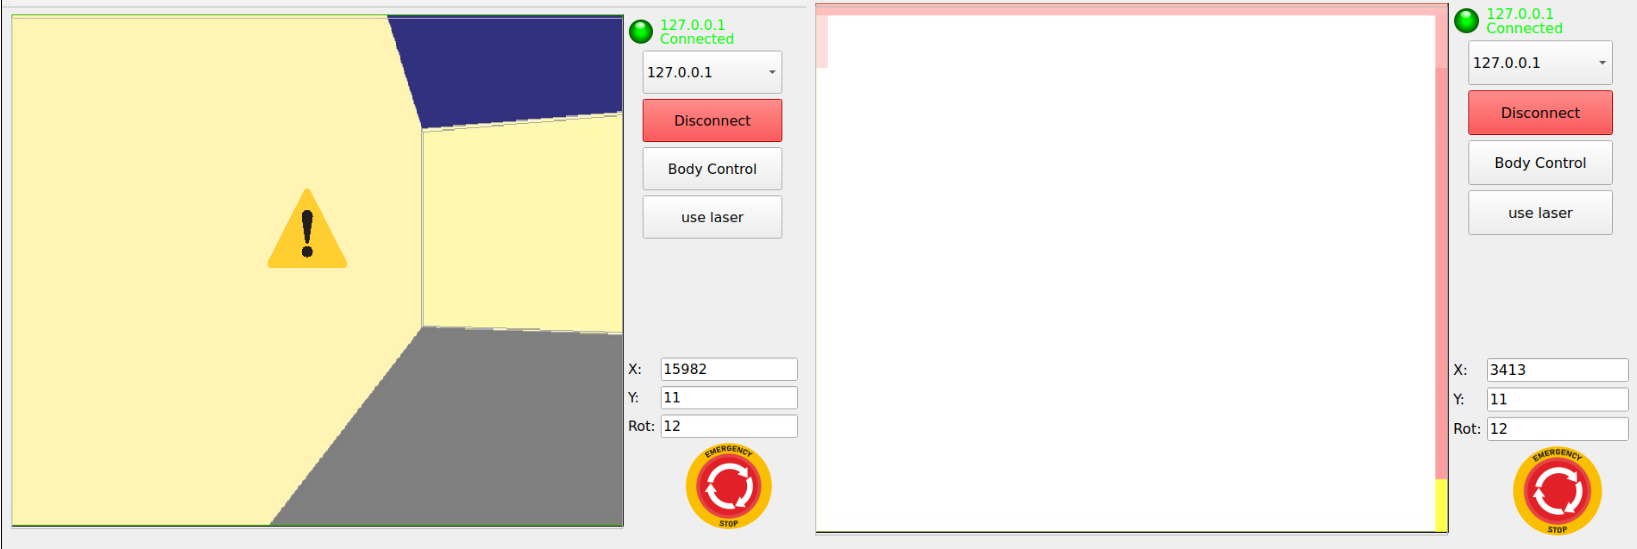 127.0.0.1
Connected
127.0.0.1
Disconnect
Body Control
use laser
X: 15982
Y: 11
Rot: 12
EMERGENCY
STOP
127.0.0.1
Connected
127.0.0.1
Disconnect
Body Control
use laser
X: 3413
Y: 11
Rot: 12
EMERGENCY
STOP